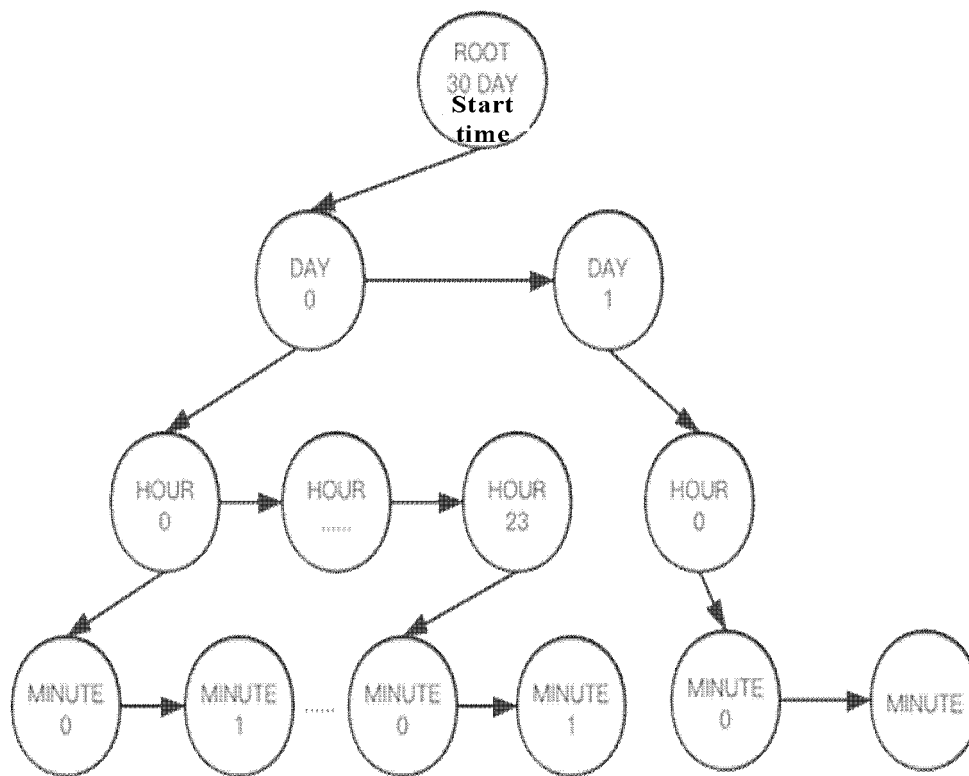 ROOT
30 DAY
Start
time
DAY
0
DAY
1
HOUR
0
HOUR
......
HOUR
23
HOUR
0
MINUTE
0
MINUTE
1
......
MINUTE
0
MINUTE
1
MINUTE
0
MINUTE